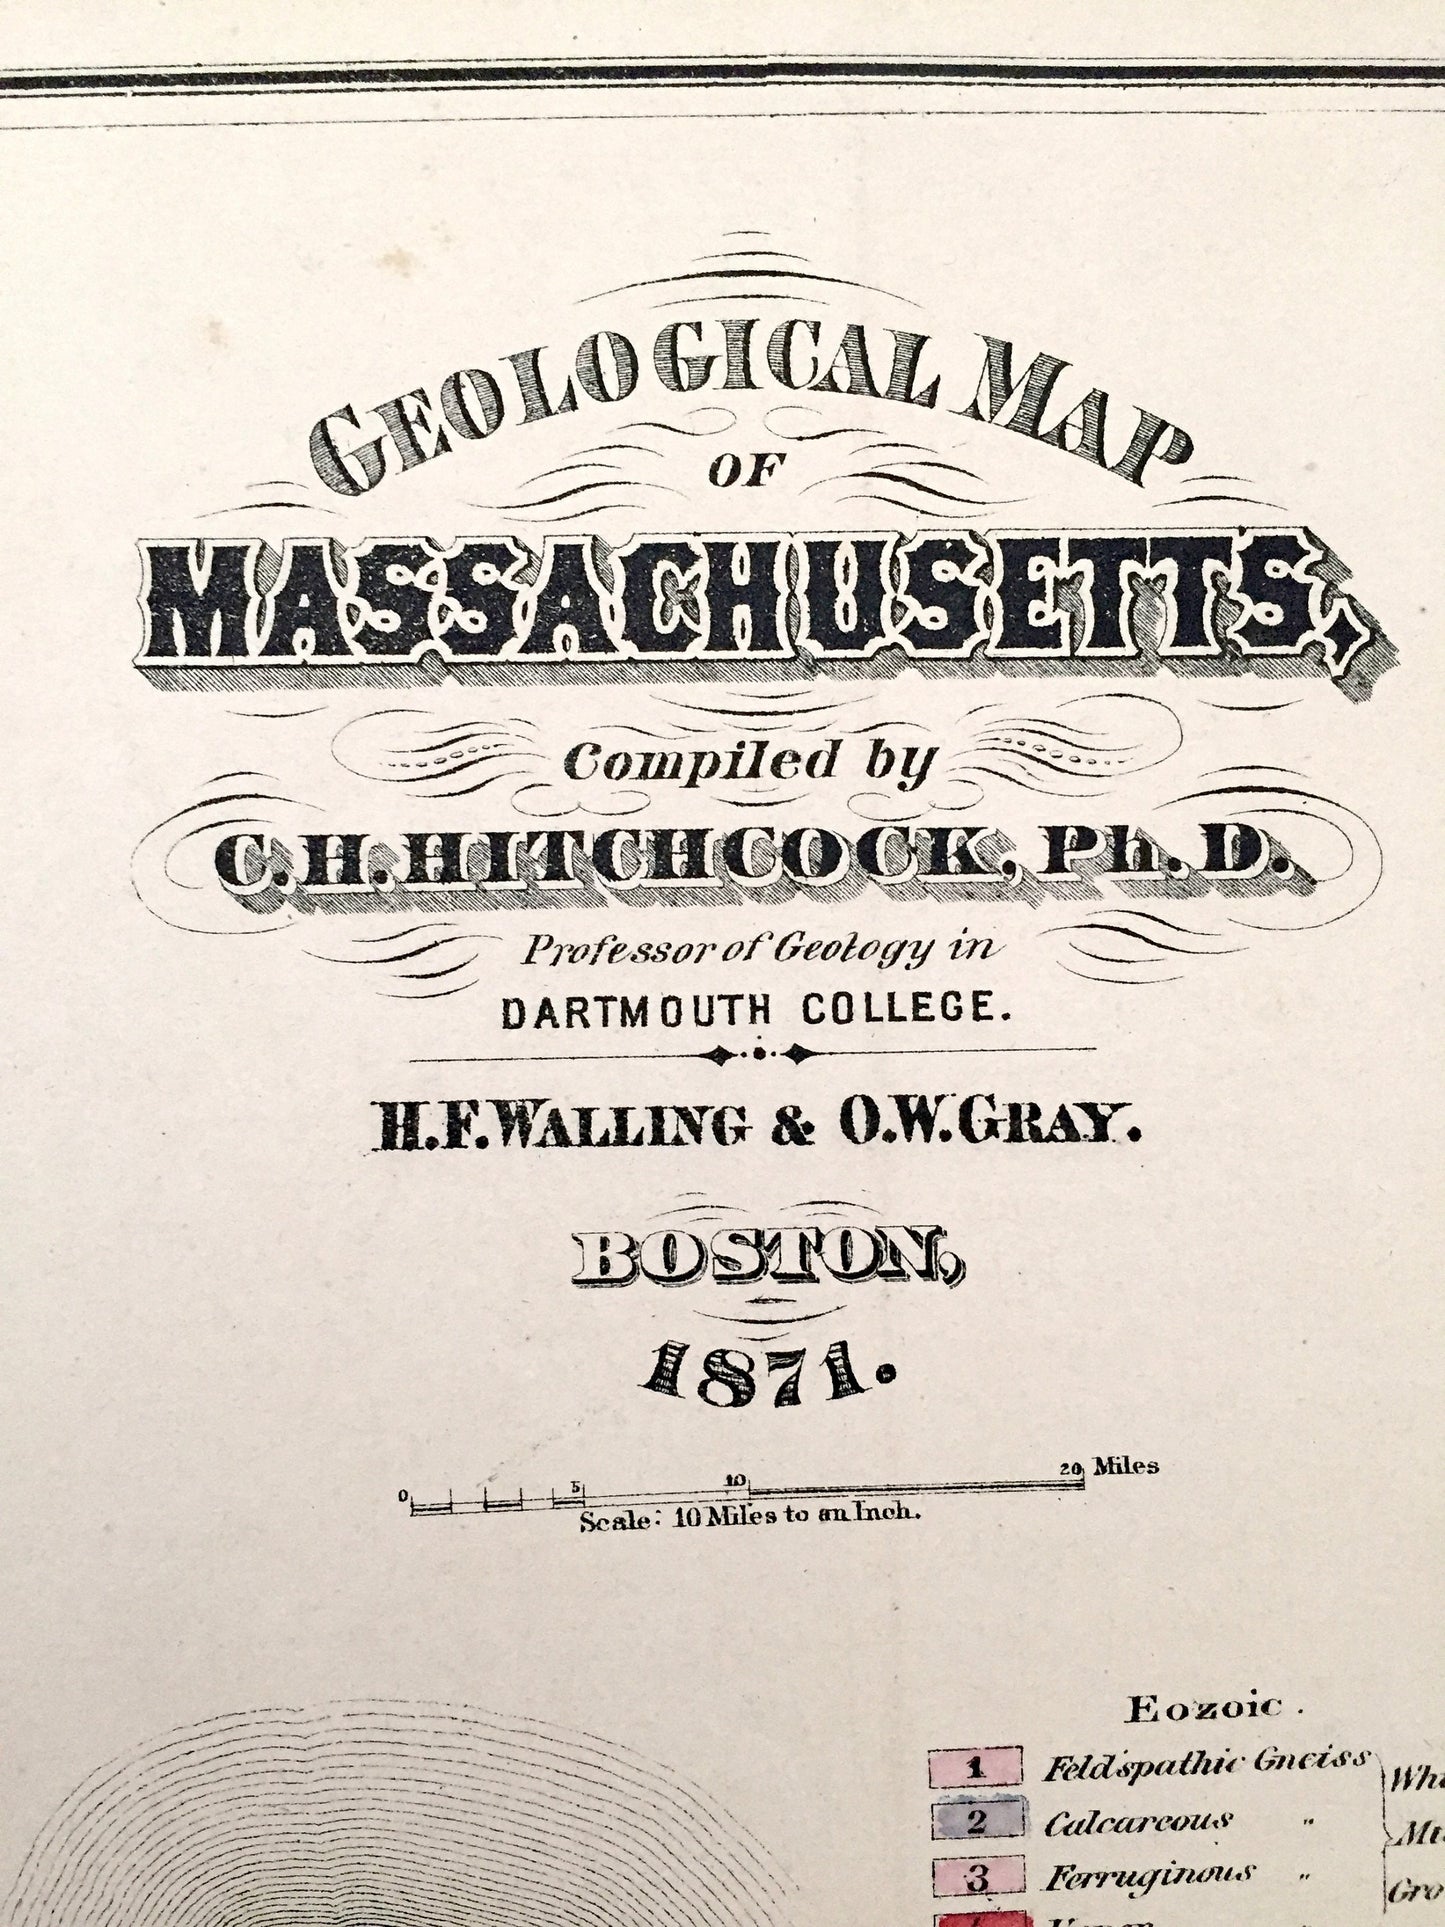 GEOLOGICAL MAP
OF
MASSACHUSETTS,
Compiled by
C. H. HITCHCOCK, Ph. D.
Professor of Geology in
DARTMOUTH COLLEGE.
H. F. WALLING & O. W. GRAY.
BOSTON,
1871.
0 5 10 20 Miles
Scale: 10 Miles to an Inch.
Eozoic.
1 Feldspathic Gneiss
2 Calcareous "
3 Ferruginous "